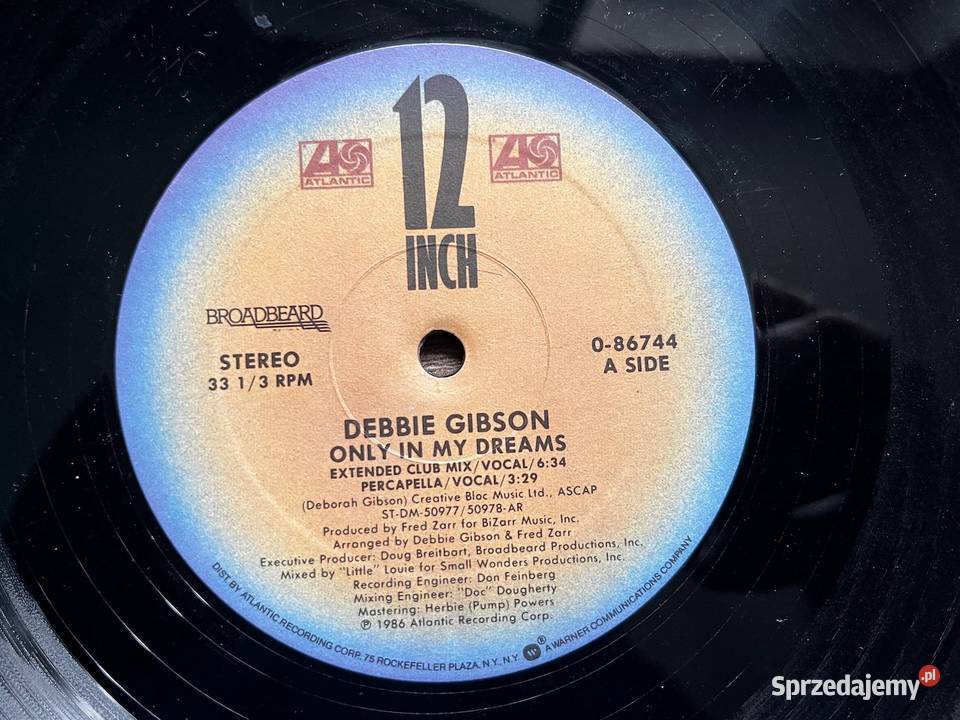 12
INCH
ATLANTIC
ATLANTIC
BROADBEARD
STEREO
33 1/3 RPM
0-86744
A SIDE
DEBBIE GIBSON
ONLY IN MY DREAMS
EXTENDED CLUB MIX/VOCAL/6:34
PERCAPELLA/VOCAL/3:29
(Deborah Gibson) Creative Bloc Music Ltd., ASCAP
ST-DM-50977/50978-AR
Produced by Fred Zarr for BiZarr Music, Inc.
Arranged by Debbie Gibson & Fred Zarr
Executive Producer: Doug Breitbart, Broadbeard Productions, Inc.
Mixed by "Little" Louie for Small Wonders Productions, Inc.
Recording Engineer: Don Feinberg
Mixing Engineer: "Doc" Dougherty
Mastering: Herbie (Pump) Powers
℗ 1986 Atlantic Recording Corp.
DIST. BY ATLANTIC RECORDING CORP. 75 ROCKEFELLER PLAZA. N.Y., N.Y. ® A WARNER COMMUNICATIONS COMPANY
Sprzedajemy.pl